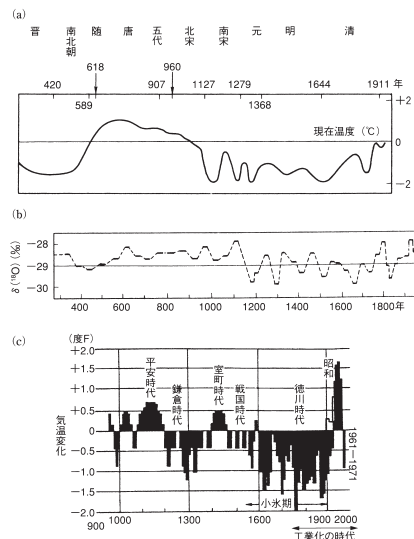 (a)
晋 南北朝 随 唐 五代 北宋 南宋 元 明 清
618 960
420 907 1127 1279 1644 1911 年
589 1368
+2
現在温度 (℃)
0
−2
(b)
δ(¹⁸O)(‰)
−28
−29
−30
400 600 800 1000 1200 1400 1600 1800年
(c)
(度F)
気温変化
+2.0
+1.5
+1.0
+0.5
0
−0.5
−1.0
−1.5
−2.0
平安時代
鎌倉時代
室町時代
戦国時代
徳川時代
昭和
1961―1971
小氷期
900 1000 1300 1600 1900 2000
工業化の時代